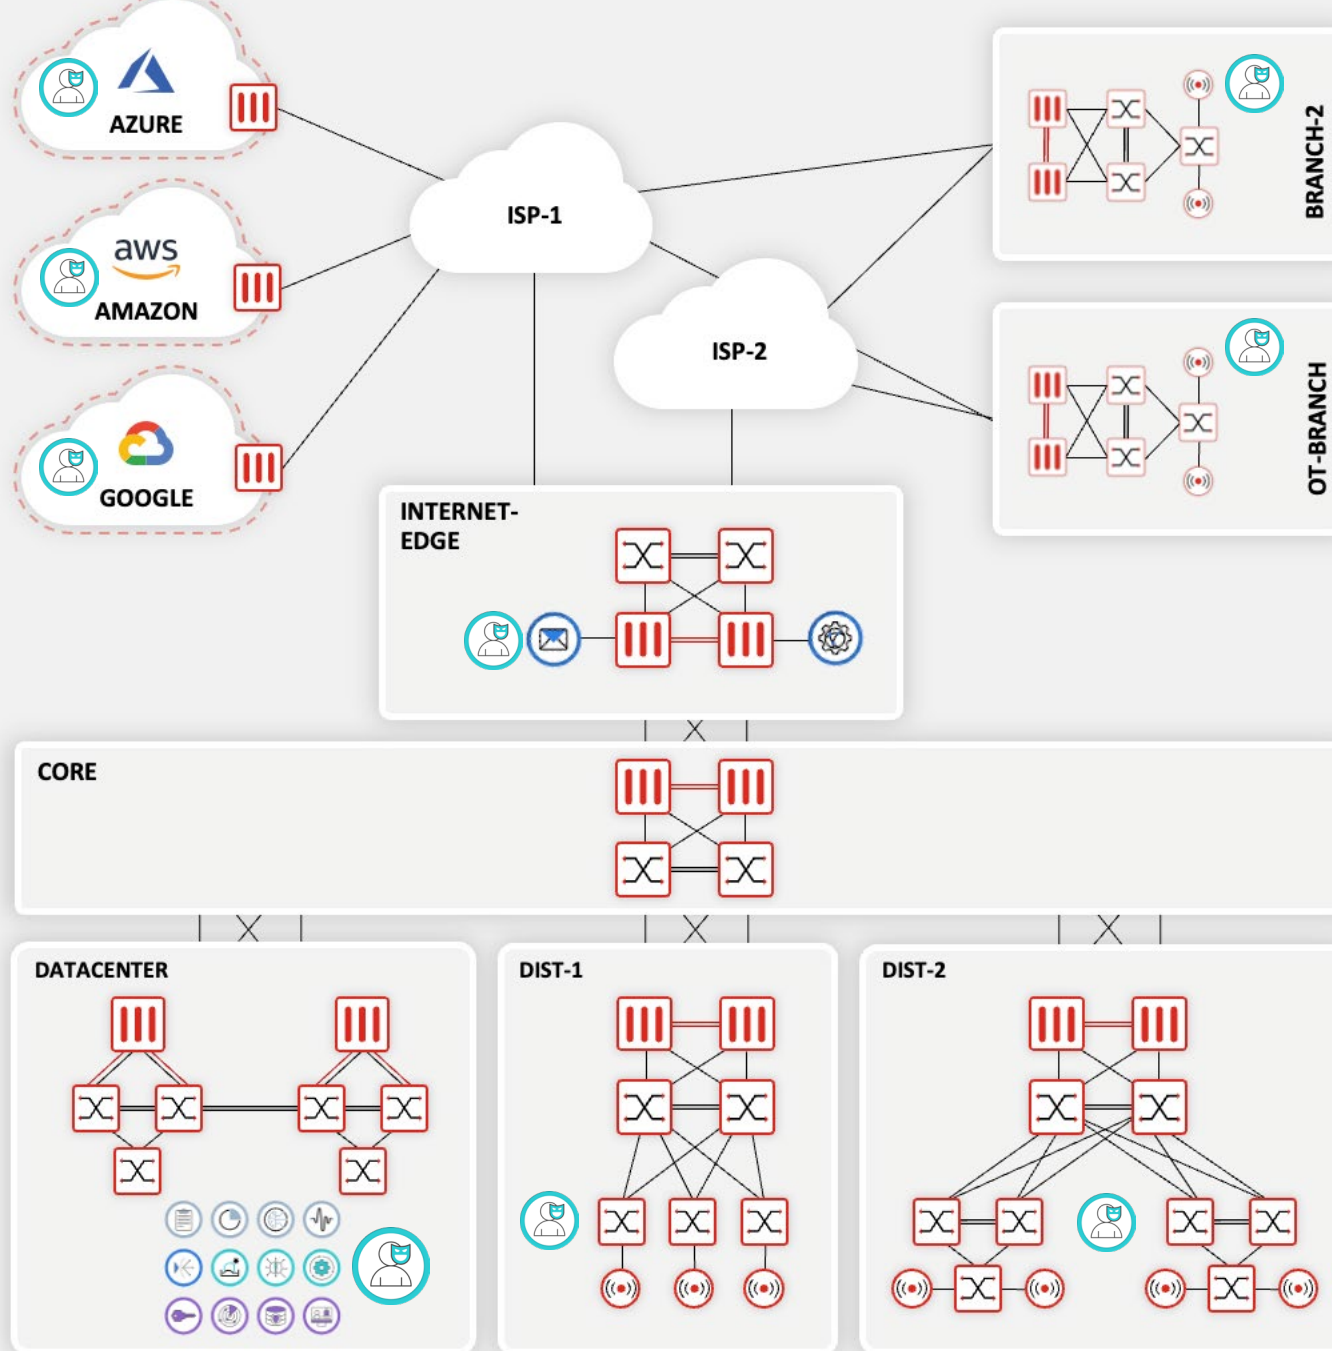 AZURE
aws
AMAZON
GOOGLE
ISP-1
ISP-2
BRANCH-2
OT-BRANCH
INTERNET-
EDGE
CORE
DATACENTER
DIST-1
DIST-2